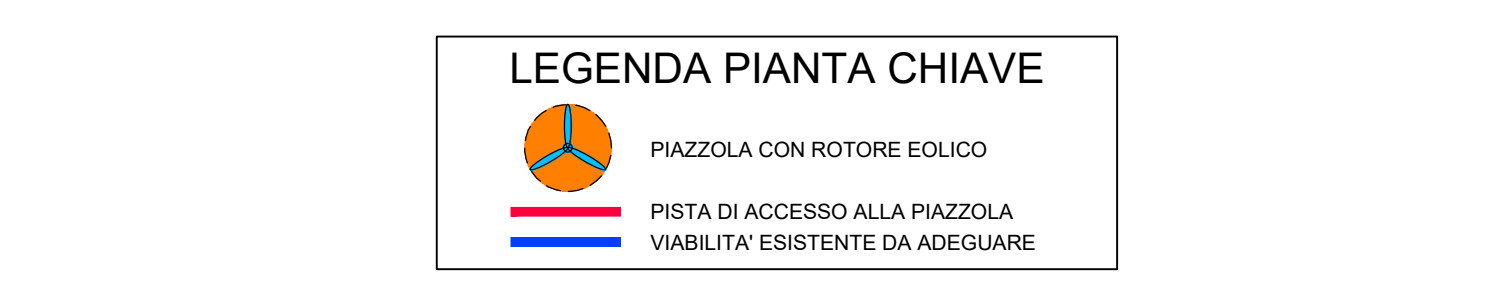 LEGENDA PIANTA CHIAVE
PIAZZOLA CON ROTORE EOLICO
PISTA DI ACCESSO ALLA PIAZZOLA
VIABILITA' ESISTENTE DA ADEGUARE